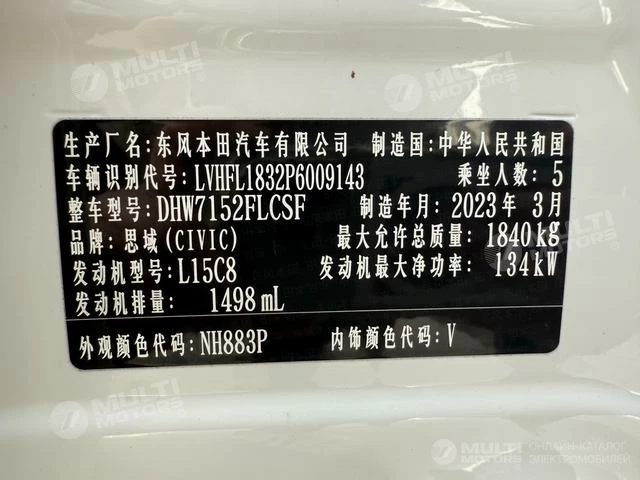 生产厂名:东风本田汽车有限公司 制造国:中华人民共和国
车辆识别代号:LVHFL1832P6009143 乘坐人数:5
整车型号:DHW7152FLCSF 制造年月:2023年 3月
品牌:思域(CIVIC) 最大允许总质量:1840kg
发动机型号:L15C8 发动机最大净功率:134kW
发动机排量: 1498mL
外观颜色代码:NH883P 内饰颜色代码:V
MULTI MOTORS
MULTI MOTORS
MULTI MOTORS
MULTI MOTORS
MULTI MOTORS
ОНЛАЙН-КАТАЛОГ
ЭЛЕКТРОМОБИЛЕЙ